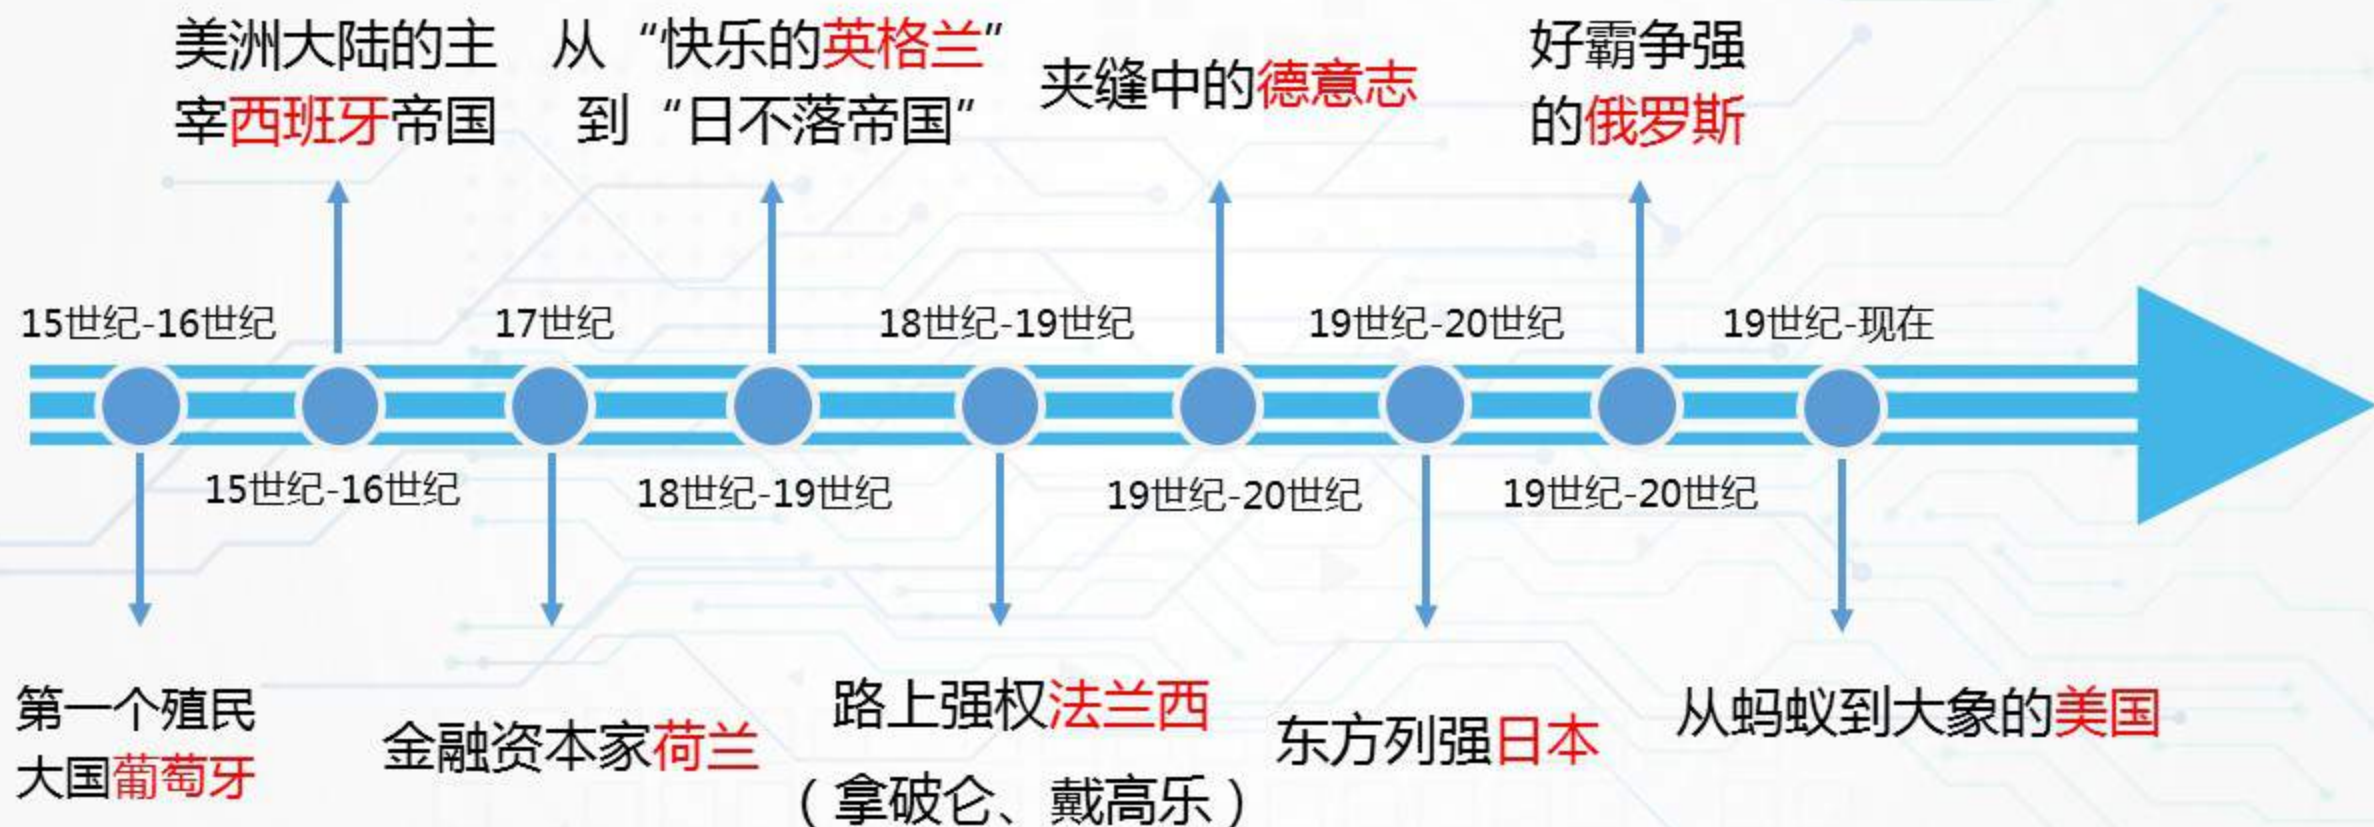 美洲大陆的主
宰西班牙帝国
从“快乐的英格兰”
到“日不落帝国”
夹缝中的德意志
好霸争强
的俄罗斯
15世纪-16世纪
17世纪
18世纪-19世纪
19世纪-20世纪
19世纪-现在
15世纪-16世纪
18世纪-19世纪
19世纪-20世纪
19世纪-20世纪
第一个殖民
大国葡萄牙
金融资本家荷兰
路上强权法兰西
（拿破仑、戴高乐）
东方列强日本
从蚂蚁到大象的美国